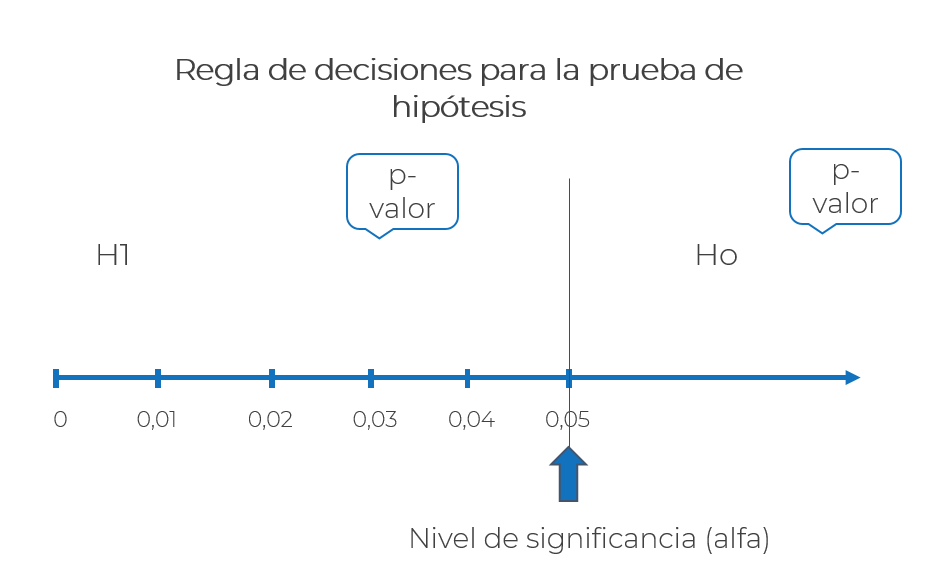 Regla de decisiones para la prueba de
hipótesis
p-
valor
p-
valor
H1
Ho
0
0,01
0,02
0,03
0,04
0,05
Nivel de significancia (alfa)